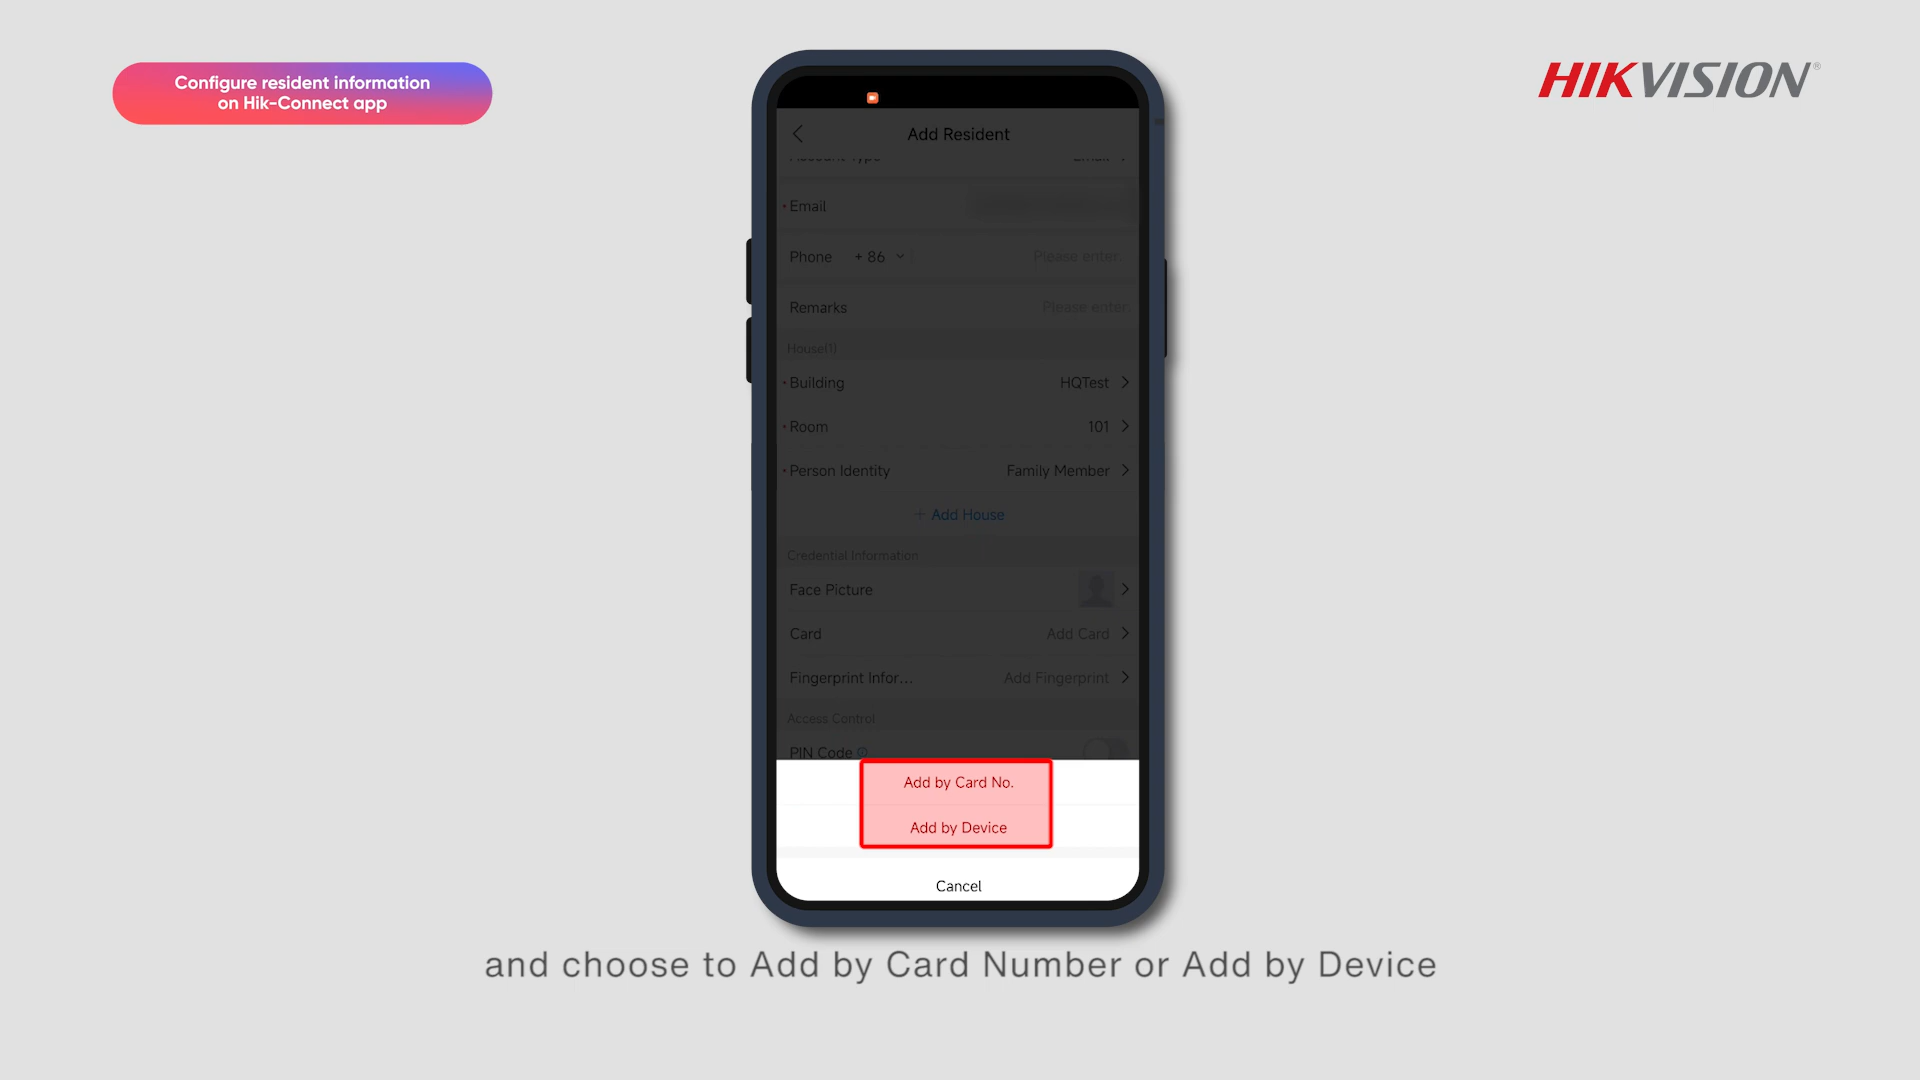 Configure resident information
on Hik-Connect app
HIKVISION®
Add Resident
Account Type Email
Email
Phone + 86 Please enter.
Remarks Please enter.
House(1)
Building HQTest
Room 101
Person Identity Family Member
+ Add House
Credential Information
Face Picture
Card Add Card
Fingerprint Infor... Add Fingerprint
Access Control
PIN Code
Add by Card No.
Add by Device
Cancel
and choose to Add by Card Number or Add by Device